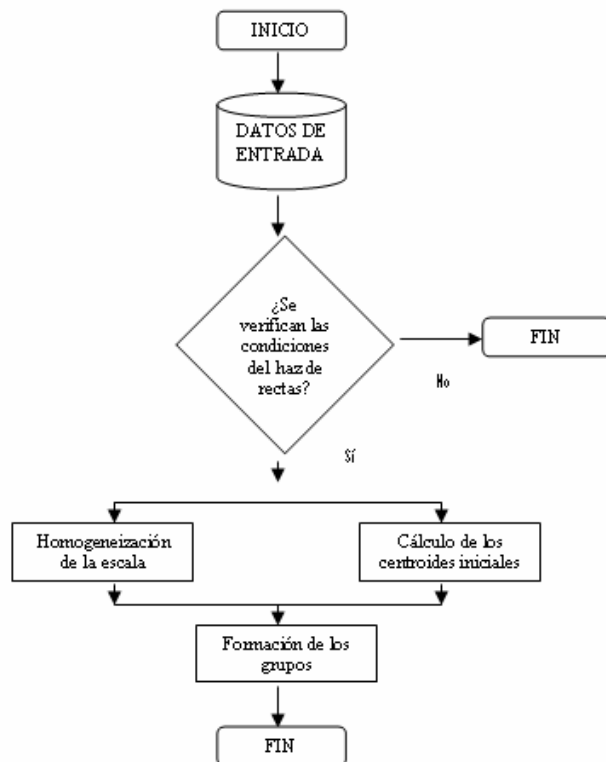 INICIO
DATOS DE
ENTRADA
¿Se
verifican las
condiciones
del haz de
rectas?
FIN
No
Sí
Homogeneización
de la escala
Cálculo de los
centroides iniciales
Formación de los
grupos
FIN